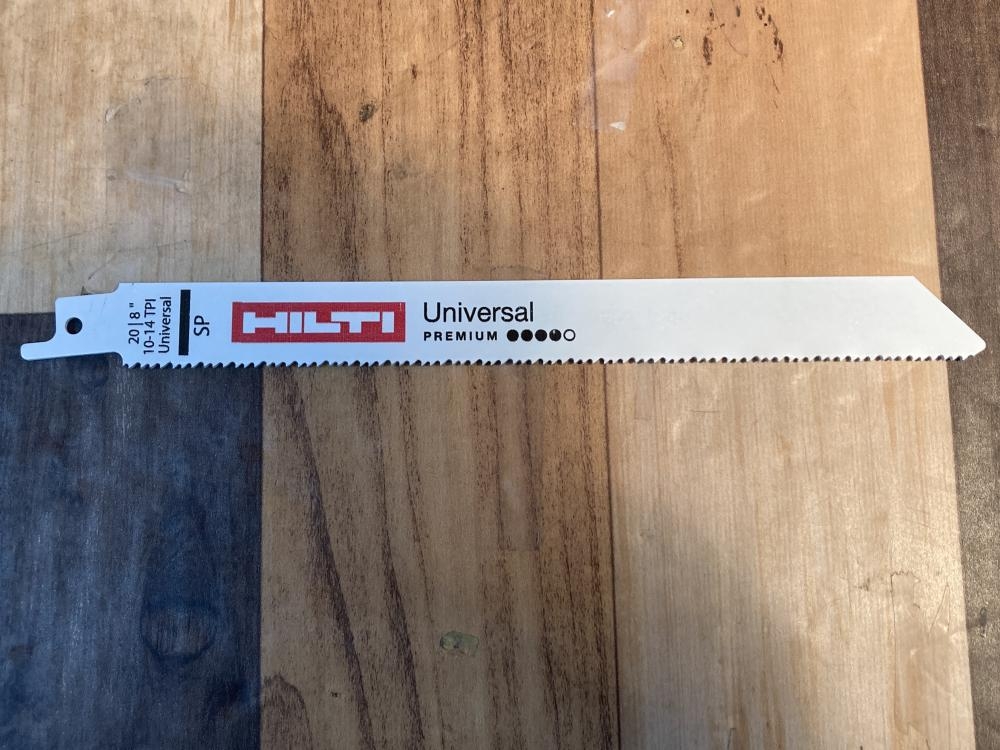 20 | 8"
10-14 TPI
Universal
SP
HILTI
Universal
PREMIUM